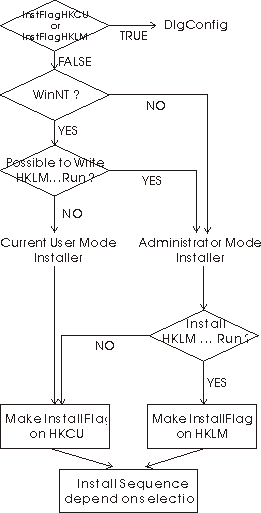 InstFlagHKCU
or
InstFlagHKLM
TRUE
DlgConfig
FALSE
WinNT ?
NO
YES
Possible to Write
HKLM...Run ?
YES
NO
Current User Mode
Installer
Administrator Mode
Installer
Install
HKLM ... Run?
NO
YES
Make InstallFlag
on HKCU
Make InstallFlag
on HKLM
Install Sequence
depend on selectio